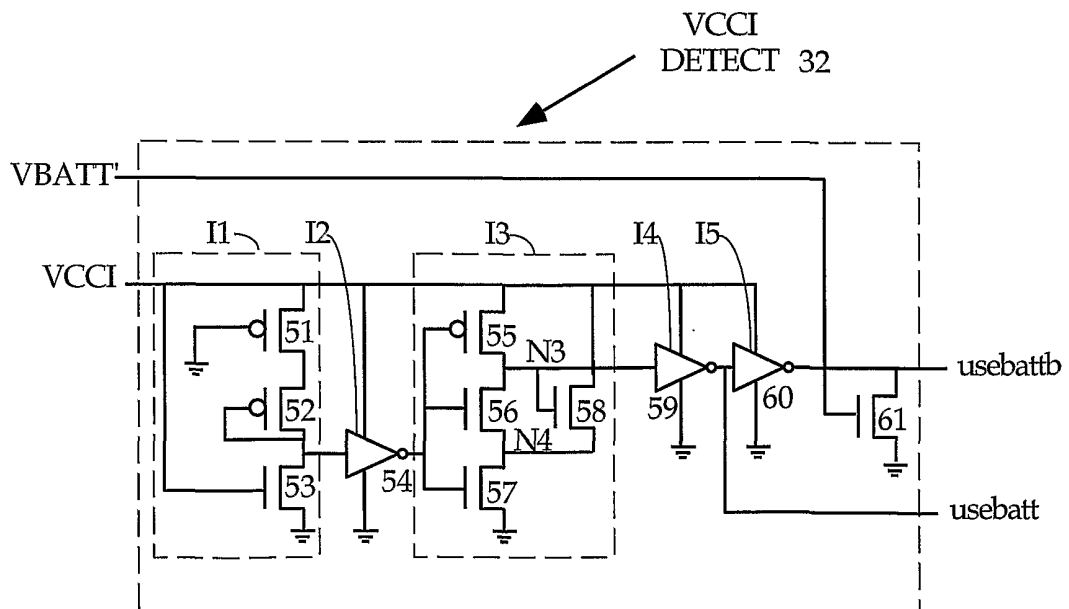 VCCI
DETECT 32
VBATT'
I1
I2
I3
I4
I5
VCCI
51
55
N3
usebattb
52
56
58
59
60
61
N4
53
54
57
usebatt